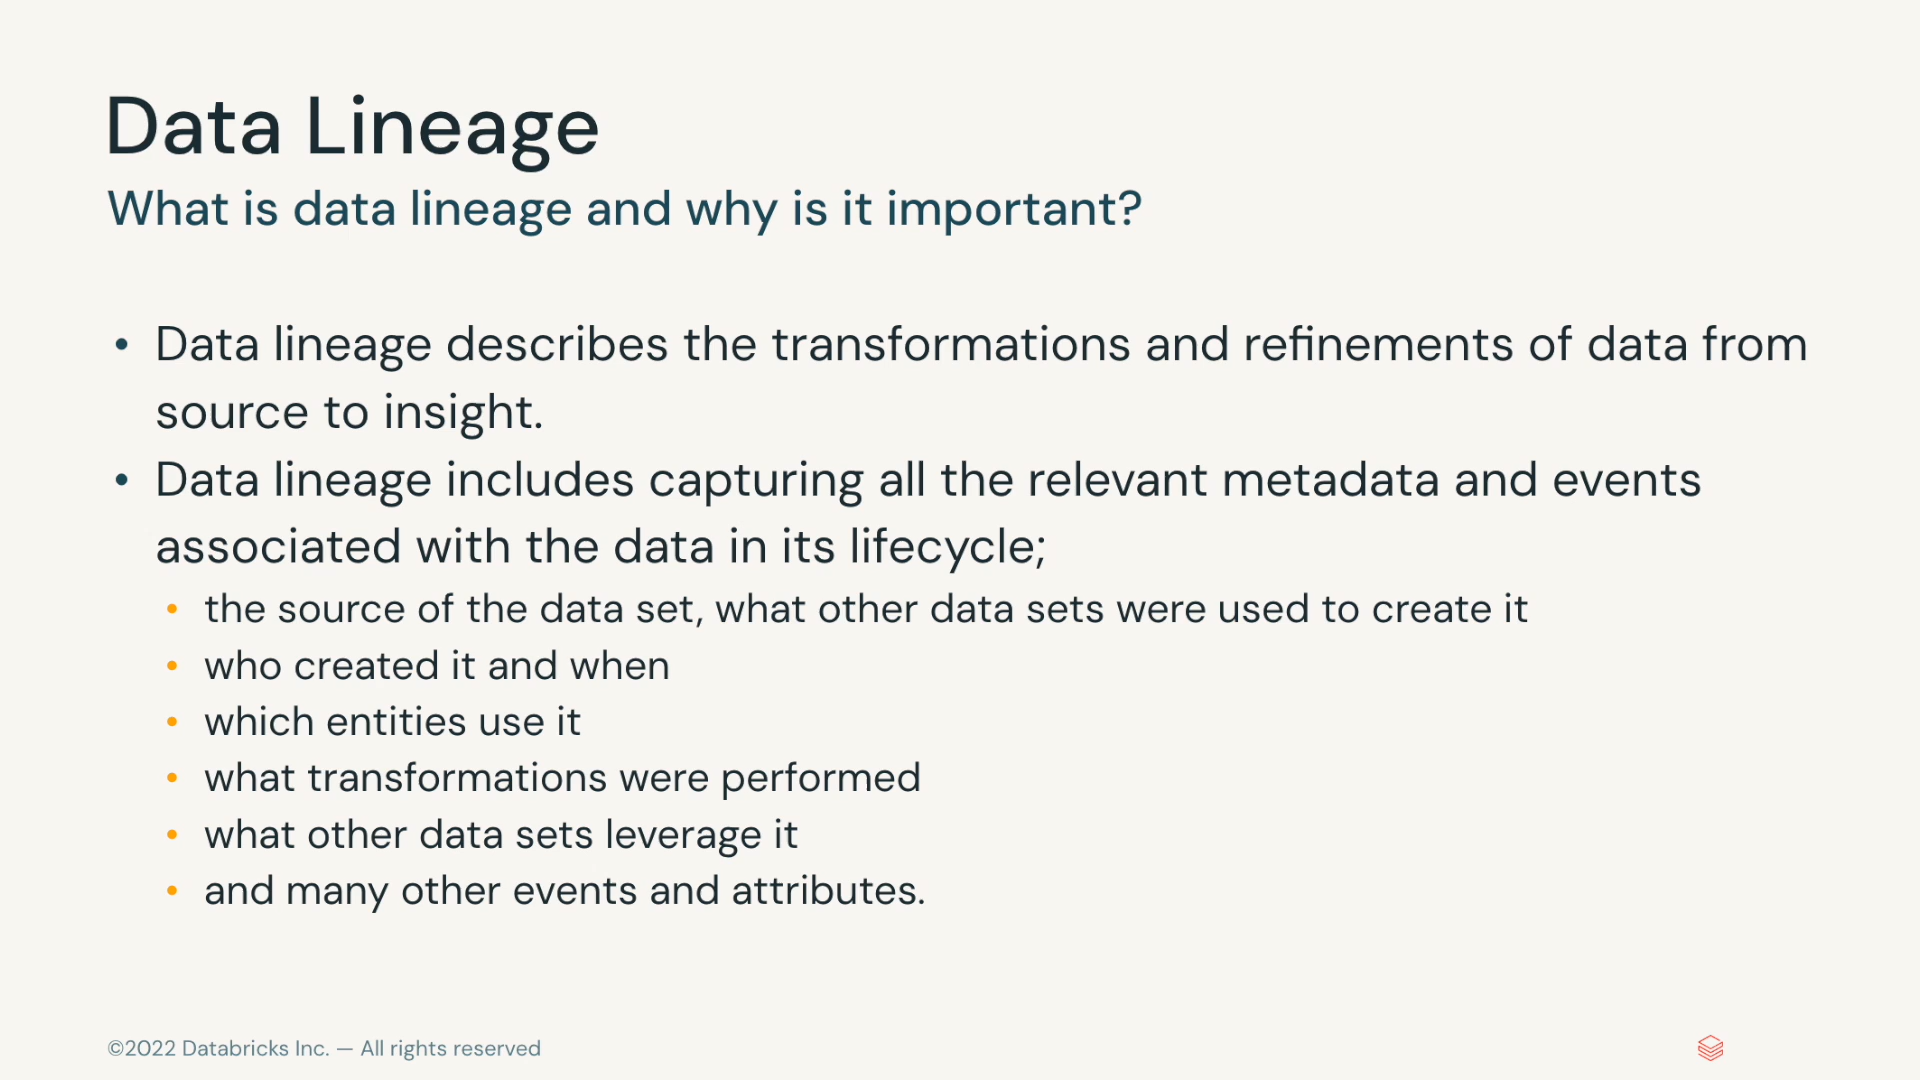 Data Lineage
What is data lineage and why is it important?
• Data lineage describes the transformations and refinements of data from
source to insight.
• Data lineage includes capturing all the relevant metadata and events
associated with the data in its lifecycle;
• the source of the data set, what other data sets were used to create it
• who created it and when
• which entities use it
• what transformations were performed
• what other data sets leverage it
• and many other events and attributes.
©2022 Databricks Inc. — All rights reserved